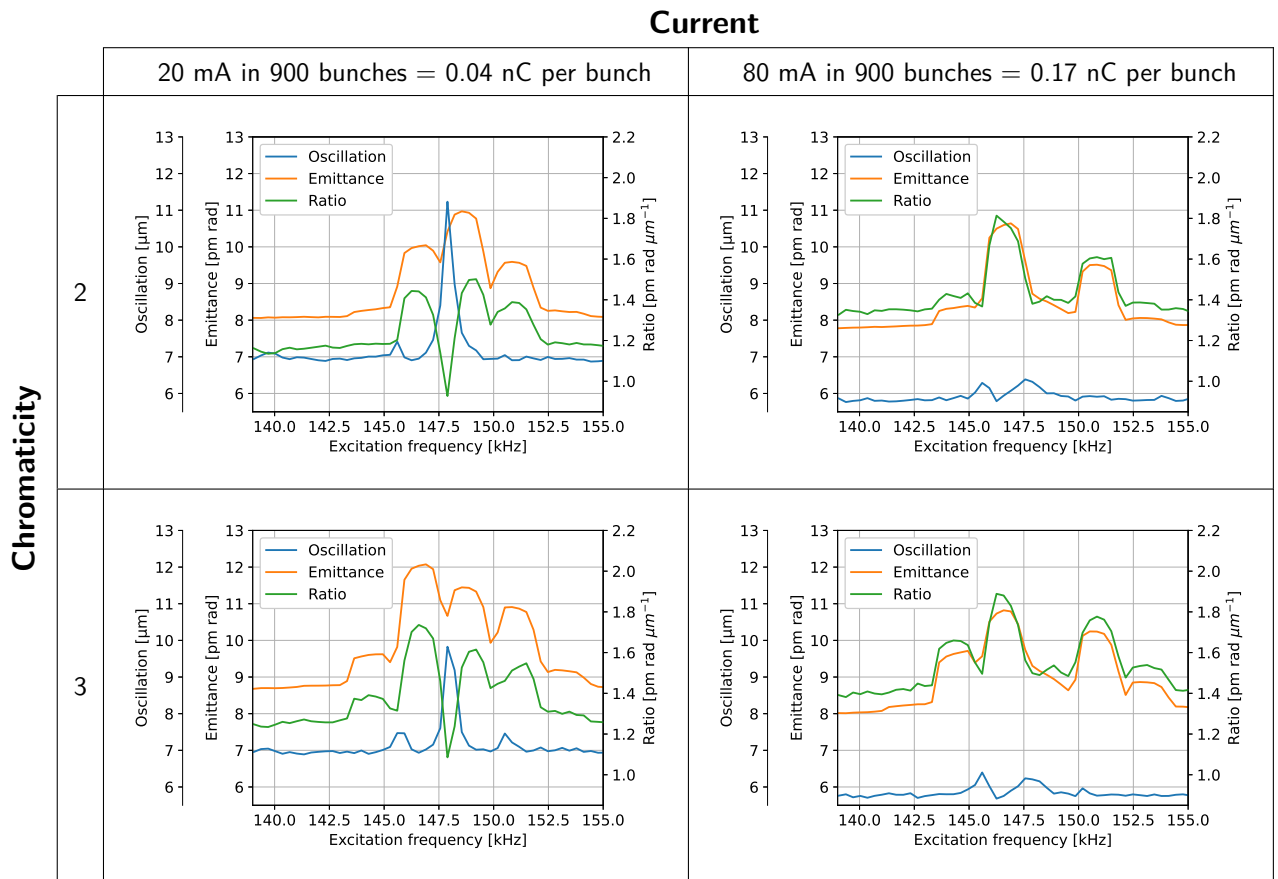 Current
20 mA in 900 bunches = 0.04 nC per bunch
80 mA in 900 bunches = 0.17 nC per bunch
Chromaticity
2
Oscillation [µm]
13
12
11
10
9
8
7
6
Emittance [pm rad]
13
12
11
10
9
8
7
6
Oscillation
Emittance
Ratio
2.2
2.0
1.8
1.6
1.4
1.2
1.0
Ratio [pm rad µm⁻¹]
140.0 142.5 145.0 147.5 150.0 152.5 155.0
Excitation frequency [kHz]
Oscillation [µm]
13
12
11
10
9
8
7
6
Emittance [pm rad]
13
12
11
10
9
8
7
6
Oscillation
Emittance
Ratio
2.2
2.0
1.8
1.6
1.4
1.2
1.0
Ratio [pm rad µm⁻¹]
140.0 142.5 145.0 147.5 150.0 152.5 155.0
Excitation frequency [kHz]
3
Oscillation [µm]
13
12
11
10
9
8
7
6
Emittance [pm rad]
13
12
11
10
9
8
7
6
Oscillation
Emittance
Ratio
2.2
2.0
1.8
1.6
1.4
1.2
1.0
Ratio [pm rad µm⁻¹]
140.0 142.5 145.0 147.5 150.0 152.5 155.0
Excitation frequency [kHz]
Oscillation [µm]
13
12
11
10
9
8
7
6
Emittance [pm rad]
13
12
11
10
9
8
7
6
Oscillation
Emittance
Ratio
2.2
2.0
1.8
1.6
1.4
1.2
1.0
Ratio [pm rad µm⁻¹]
140.0 142.5 145.0 147.5 150.0 152.5 155.0
Excitation frequency [kHz]